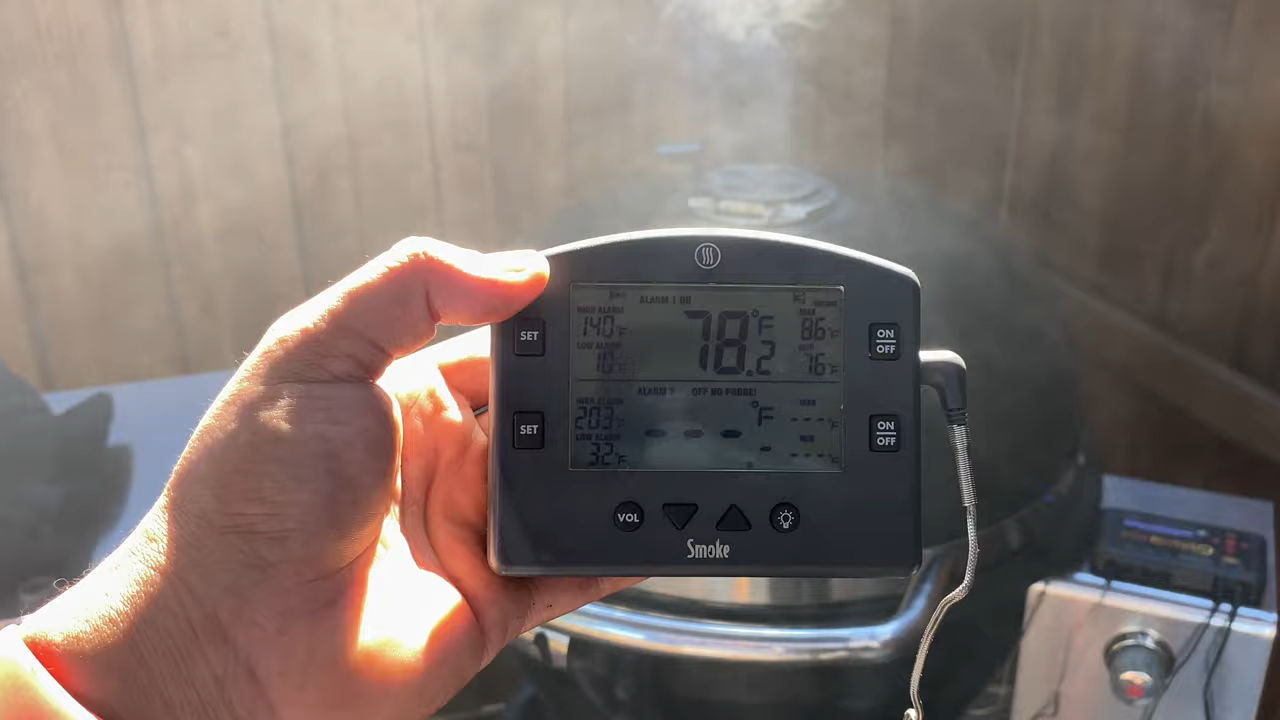 ALARM 1 ON
HIGH ALARM
140°F
LOW ALARM
10°F
78.2°F
MAX
86°F
MIN
76°F
ALARM 2 OFF NO PROBE!
HIGH ALARM
203°F
LOW ALARM
32°F
- - - . - °F
MAX
- - - - °F
MIN
- - - - °F
SET
ON
OFF
SET
ON
OFF
VOL
Smoke